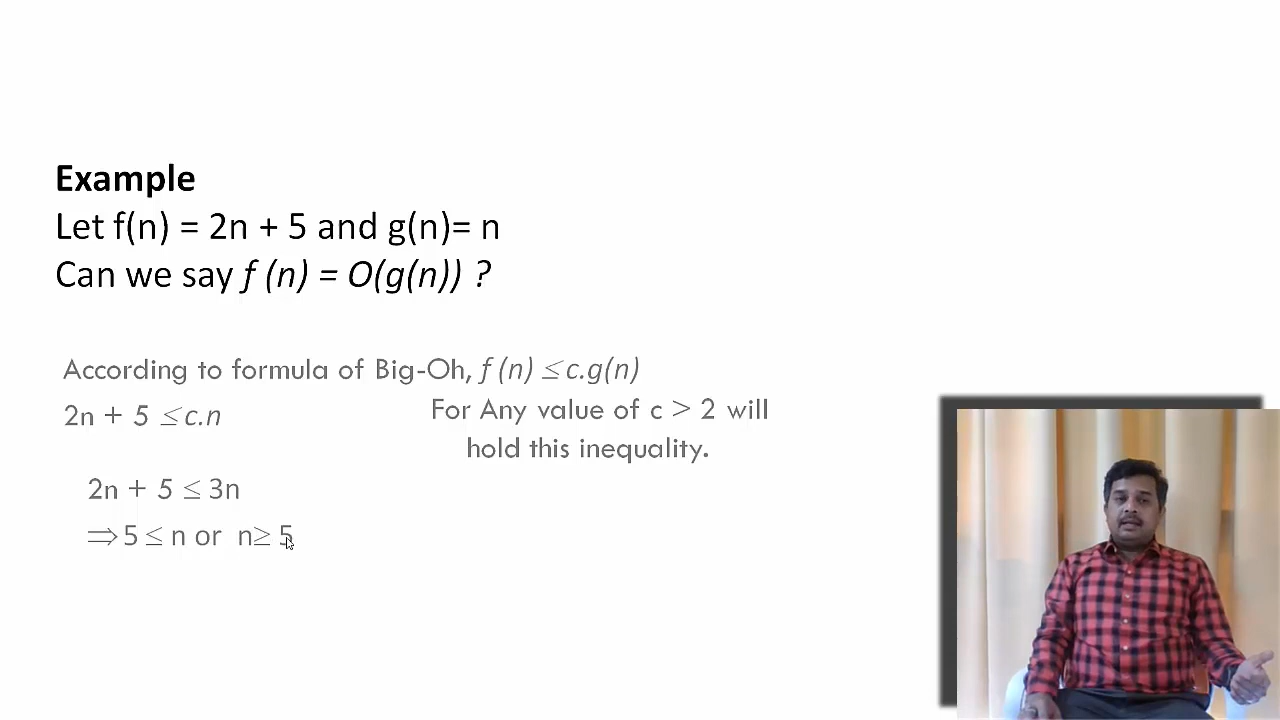 Example
Let f(n) = 2n + 5 and g(n)= n
Can we say f (n) = O(g(n)) ?
According to formula of Big-Oh, f (n) ≤ c.g(n)
2n + 5 ≤ c.n
For Any value of c > 2 will
hold this inequality.
2n + 5 ≤ 3n
⇒ 5 ≤ n or n≥ 5